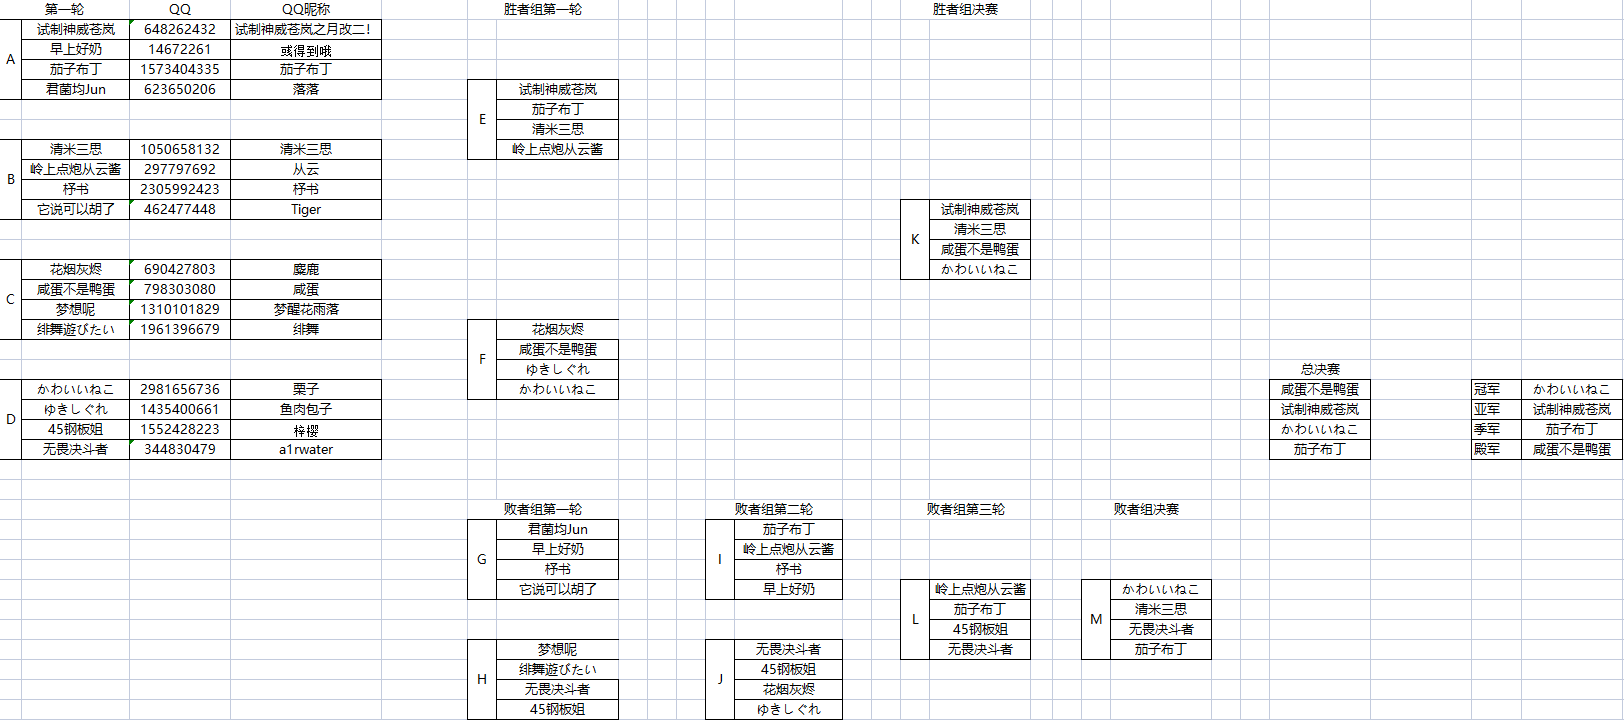 第一轮 QQ QQ昵称 胜者组第一轮 胜者组决赛
试制神威苍岚 648262432 试制神威苍岚之月改二!
早上好奶 14672261 彧得到哦
A
茄子布丁 1573404335 茄子布丁
君菌均Jun 623650206 落落 试制神威苍岚
茄子布丁
E
清米三思
清米三思 1050658132 清米三思 岭上点炮从云酱
岭上点炮从云酱 297797692 从云
B
杍书 2305992423 杍书
它说可以胡了 462477448 Tiger 试制神威苍岚
清米三思
K
咸蛋不是鸭蛋
花烟灰烬 690427803 麋鹿 かわいいねこ
咸蛋不是鸭蛋 798303080 咸蛋
C
梦想呢 1310101829 梦醒花雨落
绯舞遊びたい 1961396679 绯舞 花烟灰烬
咸蛋不是鸭蛋
F
ゆきしぐれ 总决赛
かわいいねこ 2981656736 栗子 かわいいねこ 咸蛋不是鸭蛋 冠军 かわいいねこ
ゆきしぐれ 1435400661 鱼肉包子 试制神威苍岚 亚军 试制神威苍岚
D
45钢板姐 1552428223 梓樱 かわいいねこ 季军 茄子布丁
无畏决斗者 344830479 a1rwater 茄子布丁 殿军 咸蛋不是鸭蛋
败者组第一轮 败者组第二轮 败者组第三轮 败者组决赛
君菌均Jun 茄子布丁
早上好奶 岭上点炮从云酱
G I
杍书 杍书
它说可以胡了 早上好奶 岭上点炮从云酱 かわいいねこ
茄子布丁 清米三思
L M
45钢板姐 无畏决斗者
梦想呢 无畏决斗者 无畏决斗者 茄子布丁
绯舞遊びたい 45钢板姐
H J
无畏决斗者 花烟灰烬
45钢板姐 ゆきしぐれ